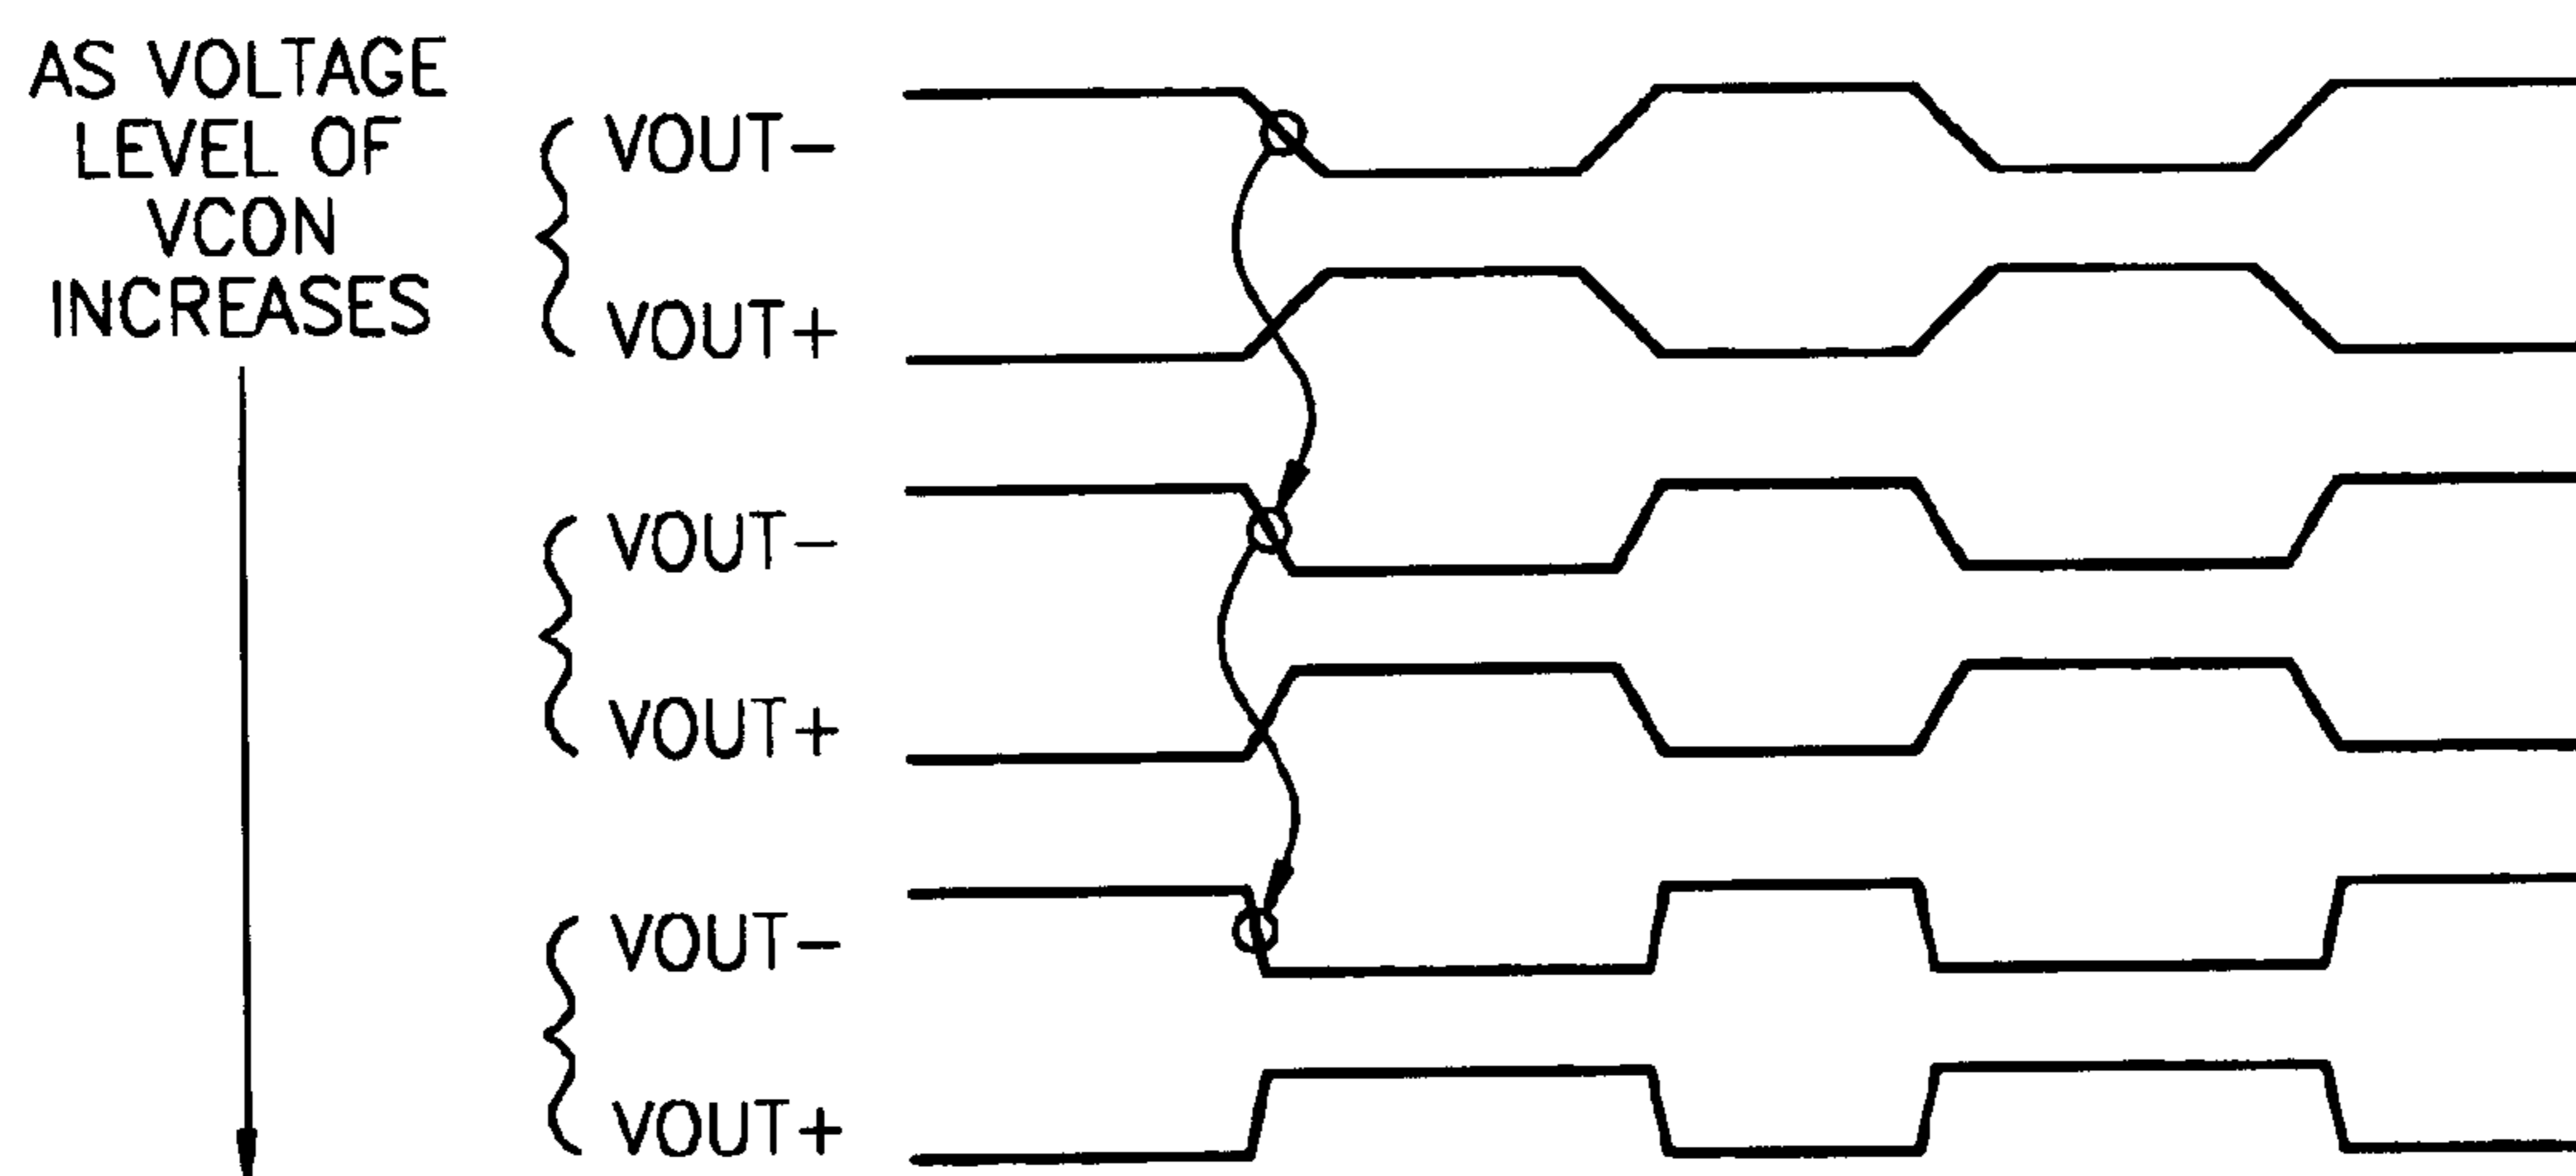 AS VOLTAGE
LEVEL OF
VCON
INCREASES
VOUT-
VOUT+
VOUT-
VOUT+
VOUT-
VOUT+